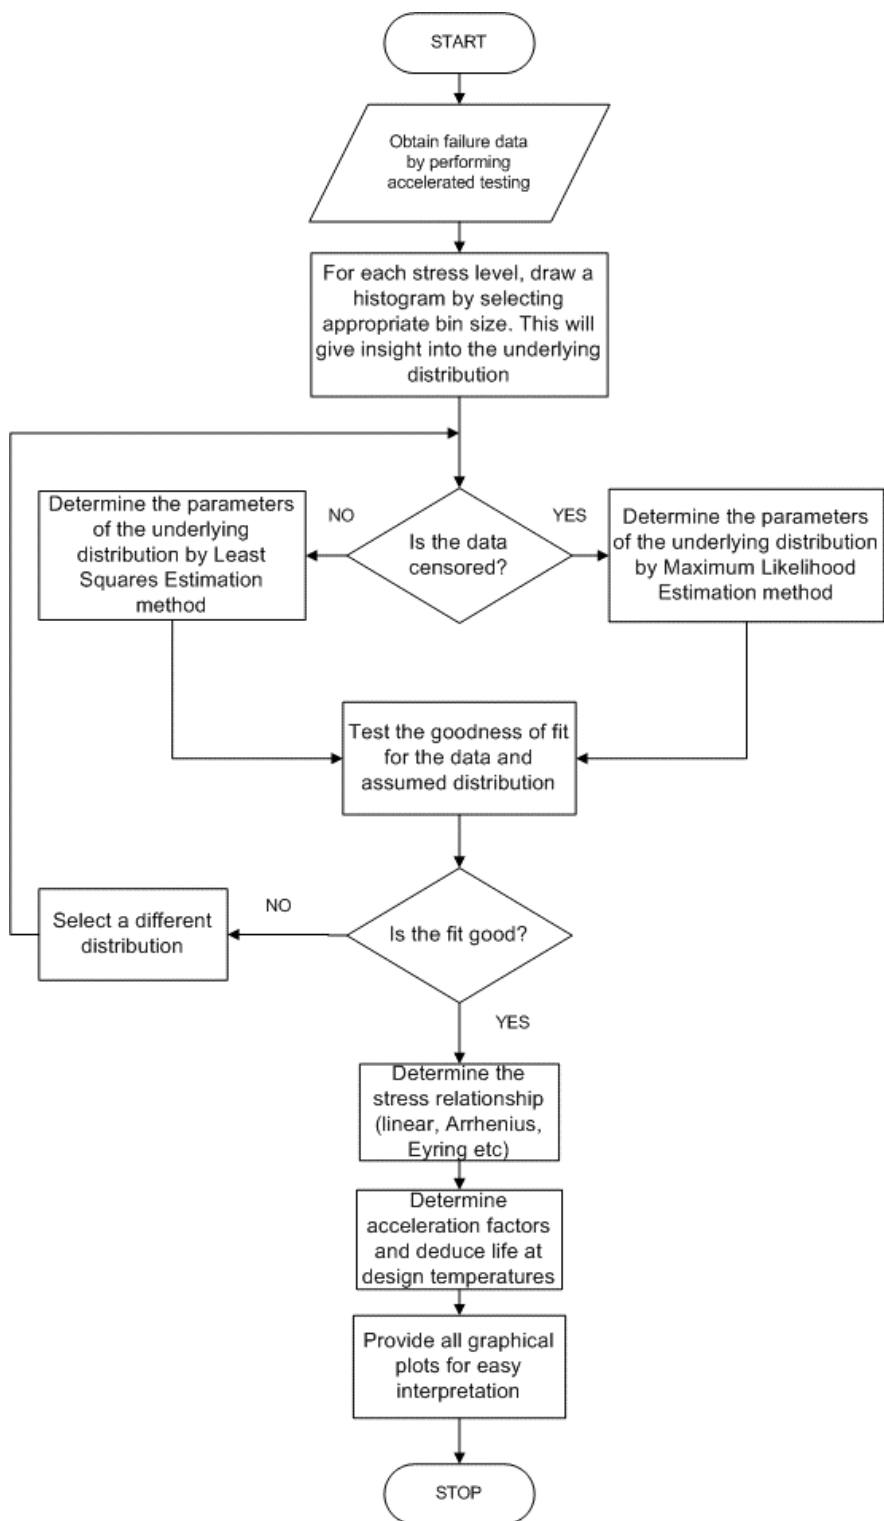 START
Obtain failure data
by performing
accelerated testing
For each stress level, draw a
histogram by selecting
appropriate bin size. This will
give insight into the underlying
distribution
Determine the parameters
of the underlying
distribution by Least
Squares Estimation
method
NO
Is the data
censored?
YES
Determine the parameters
of the underlying distribution
by Maximum Likelihood
Estimation method
Test the goodness of fit
for the data and
assumed distribution
Select a different
distribution
NO
Is the fit good?
YES
Determine the
stress relationship
(linear, Arrhenius,
Eyring etc)
Determine
acceleration factors
and deduce life at
design temperatures
Provide all graphical
plots for easy
interpretation
STOP